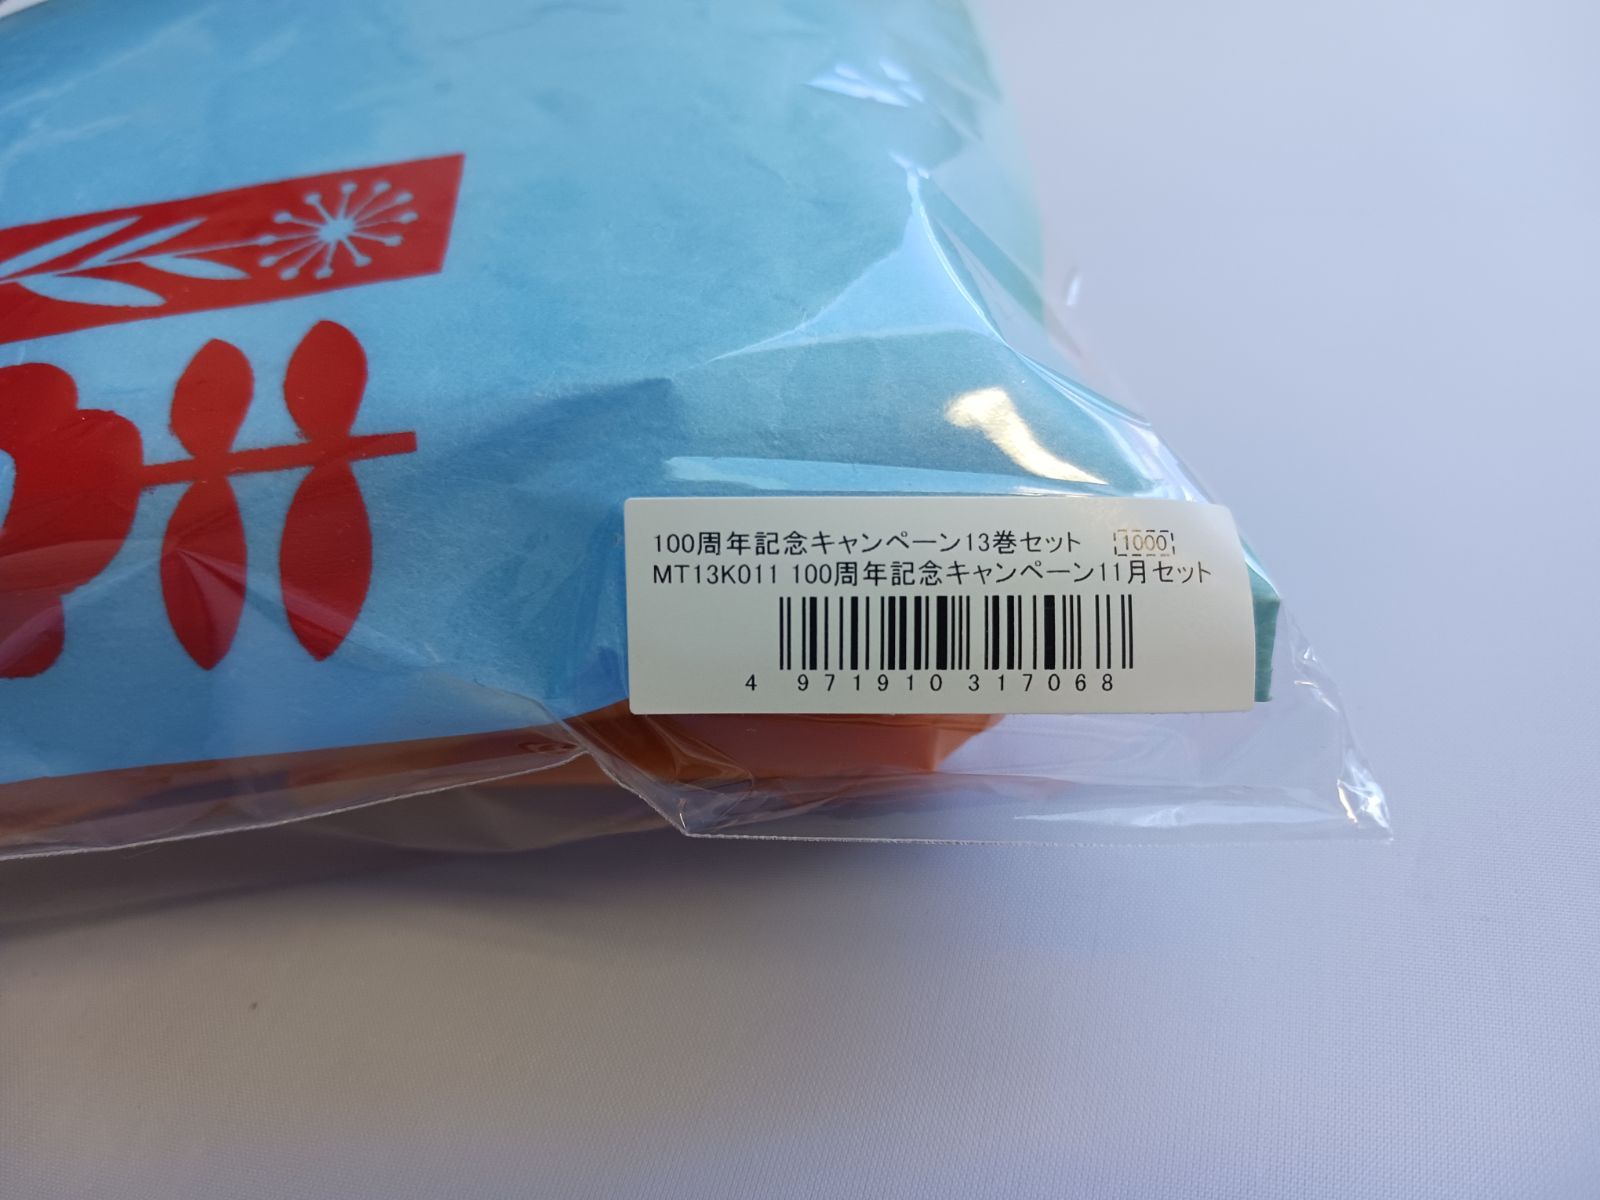 100周年記念キャンペーン13巻セット 1000
MT13K011 100周年記念キャンペーン11月セット
4 971910 317068